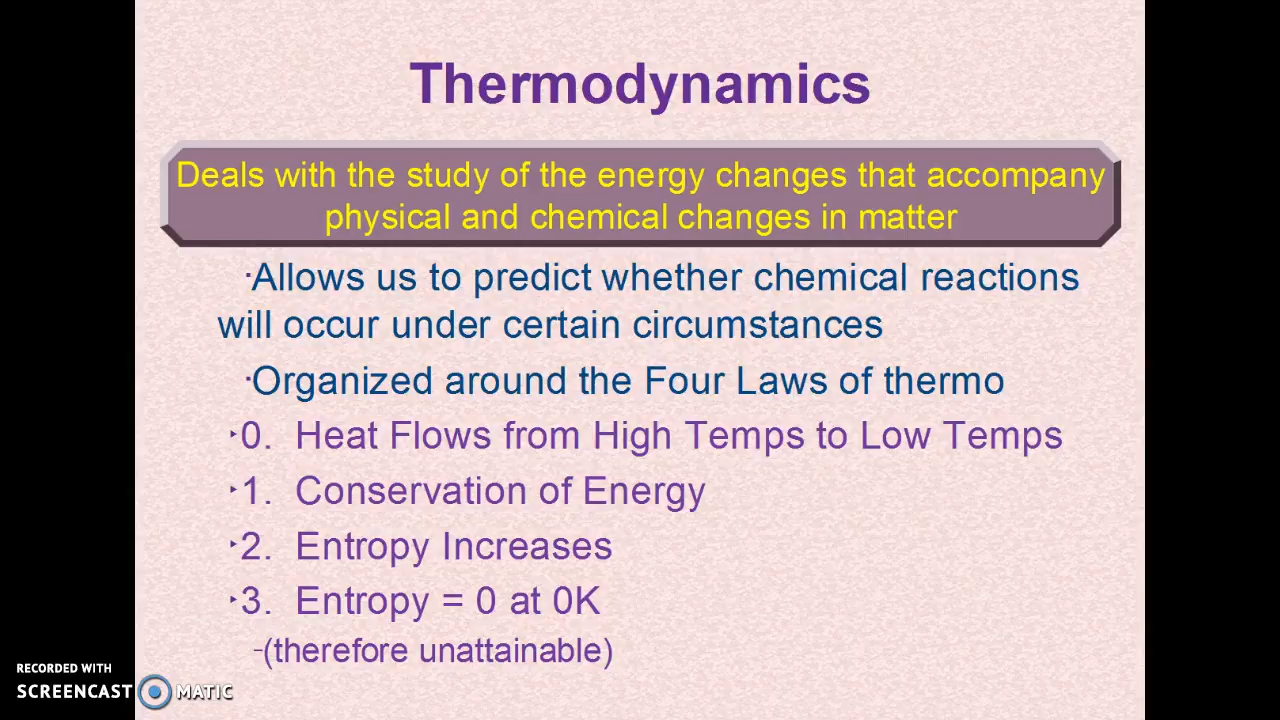 Thermodynamics
Deals with the study of the energy changes that accompany
physical and chemical changes in matter
·Allows us to predict whether chemical reactions
will occur under certain circumstances
·Organized around the Four Laws of thermo
‣0. Heat Flows from High Temps to Low Temps
‣1. Conservation of Energy
‣2. Entropy Increases
‣3. Entropy = 0 at 0K
–(therefore unattainable)
RECORDED WITH
SCREENCAST MATIC